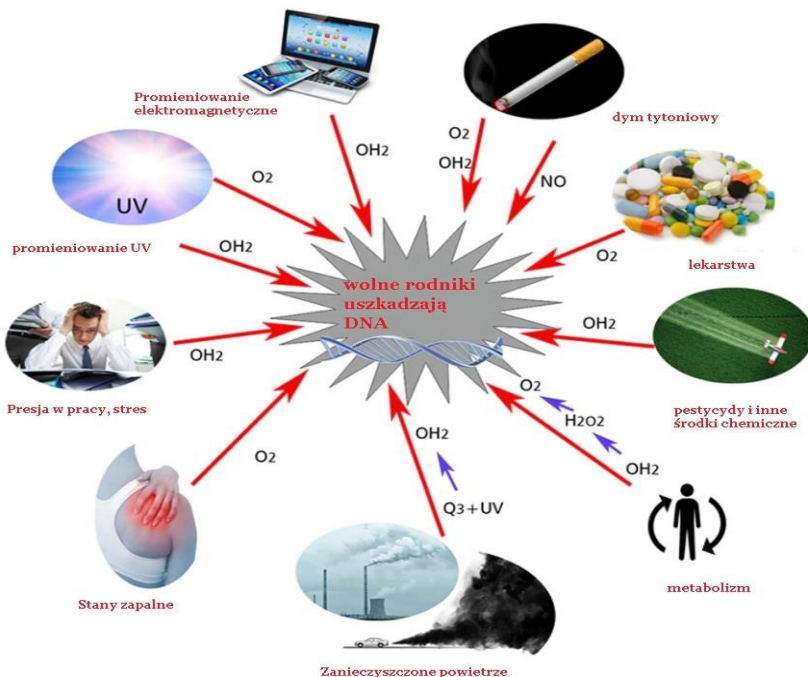 Promieniowanie
elektromagnetyczne
OH2
O2
OH2
NO
dym tytoniowy
UV
promieniowanie UV
O2
OH2
lekarstwa
O2
wolne rodniki
uszkadzają
DNA
Presja w pracy, stres
OH2
OH2
pestycydy i inne
środki chemiczne
Stany zapalne
O2
OH2
Q3+UV
O2
H2O2
OH2
metabolizm
Zanieczyszczone powietrze